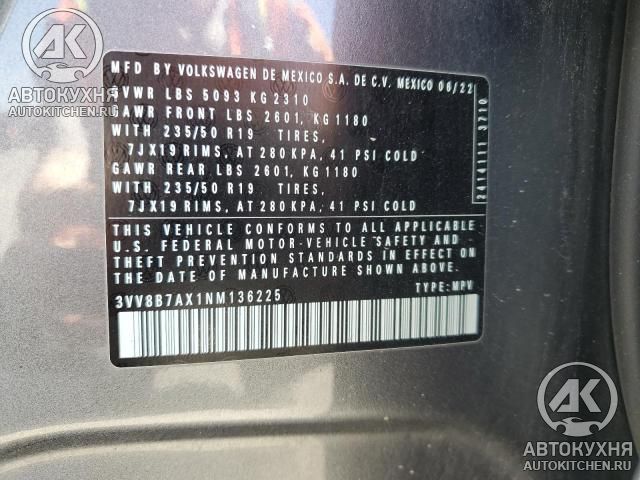 АВТОКУХНЯ
AUTOKITCHEN.RU
MFD BY VOLKSWAGEN DE MEXICO S.A. DE C.V. MEXICO 06/22
GVWR LBS 5093 KG 2310
GAWR FRONT LBS 2601, KG 1180
WITH 235/50 R19 TIRES,
7JX19 RIMS, AT 280 KPA, 41 PSI COLD
GAWR REAR LBS 2601, KG 1180
WITH 235/50 R19 TIRES,
7JX19 RIMS, AT 280 KPA, 41 PSI COLD
2414111 3710
THIS VEHICLE CONFORMS TO ALL APPLICABLE
U.S. FEDERAL MOTOR-VEHICLE SAFETY AND
THEFT PREVENTION STANDARDS IN EFFECT ON
THE DATE OF MANUFACTURE SHOWN ABOVE.
3VV8B7AX1NM136225 TYPE: MPV
АК
АВТОКУХНЯ
AUTOKITCHEN.RU